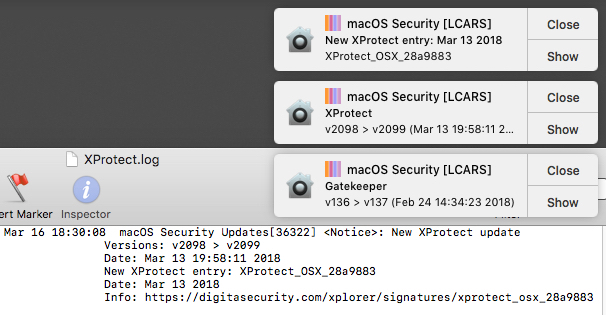 macOS Security [LCARS]
New XProtect entry: Mar 13 2018
XProtect_OSX_28a9883
Close
Show
macOS Security [LCARS]
XProtect
v2098 > v2099 (Mar 13 19:58:11 2...
Close
Show
macOS Security [LCARS]
Gatekeeper
v136 > v137 (Feb 24 14:34:23 2018)
Close
Show
XProtect.log
ert Marker
Inspector
Mar 16 18:30:08 macOS Security Updates[36322] <Notice>: New XProtect update
Versions: v2098 > v2099
Date: Mar 13 19:58:11 2018
New XProtect entry: XProtect_OSX_28a9883
Date: Mar 13 2018
Info: https://digitasecurity.com/xplorer/signatures/xprotect_osx_28a9883